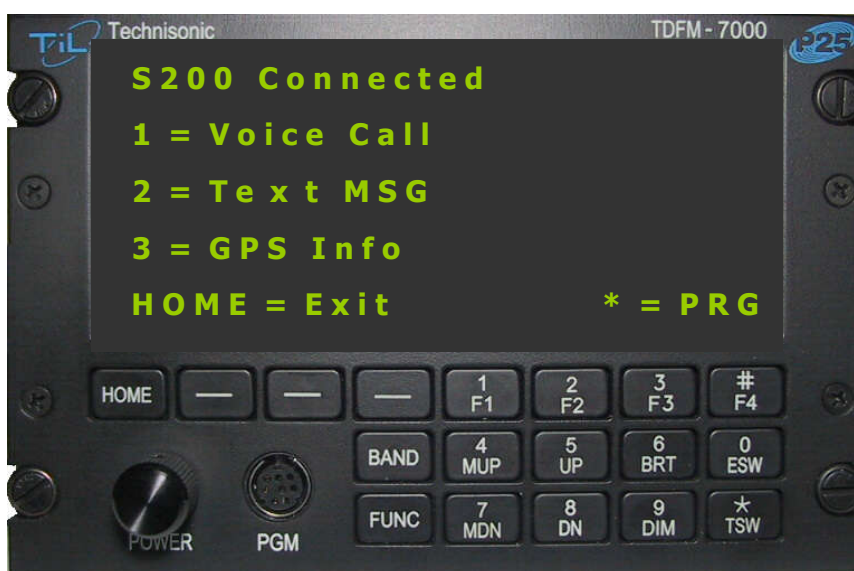 TiL Technisonic TDFM - 7000 P25
S200 Connected
1 = Voice Call
2 = Text MSG
3 = GPS Info
HOME = Exit * = PRG
HOME — — — 1 2 3 #
F1 F2 F3 F4
BAND 4 5 6 0
MUP UP BRT ESW
FUNC 7 8 9 *
MDN DN DIM TSW
POWER PGM